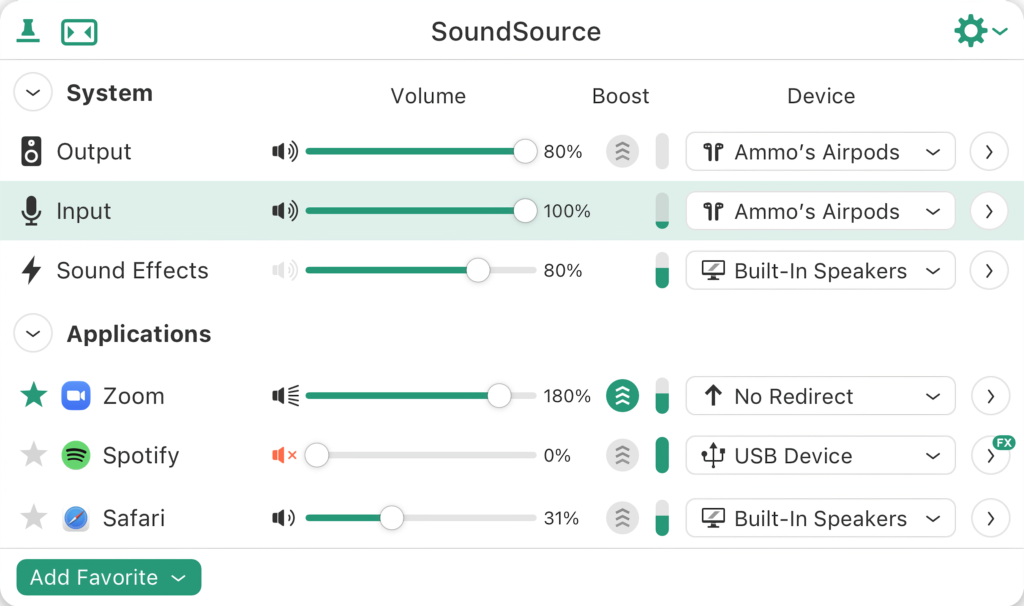 SoundSource
System Volume Boost Device
Output 80% Ammo's Airpods
Input 100% Ammo's Airpods
Sound Effects 80% Built-In Speakers
Applications
Zoom 180% No Redirect
FX
Spotify 0% USB Device
Safari 31% Built-In Speakers
Add Favorite